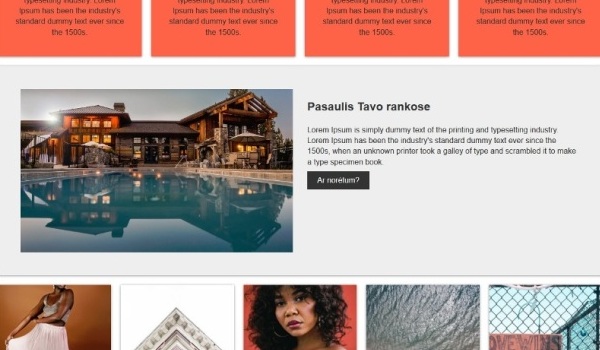 typesetting industry. Lorem
Ipsum has been the industry's
standard dummy text ever since
the 1500s.
typesetting industry. Lorem
Ipsum has been the industry's
standard dummy text ever since
the 1500s.
typesetting industry. Lorem
Ipsum has been the industry's
standard dummy text ever since
the 1500s.
typesetting industry. Lorem
Ipsum has been the industry's
standard dummy text ever since
the 1500s.
Pasaulis Tavo rankose
Lorem Ipsum is simply dummy text of the printing and typesetting industry.
Lorem Ipsum has been the industry's standard dummy text ever since the
1500s, when an unknown printer took a galley of type and scrambled it to make
a type specimen book.
Ar norėtum?
WINS